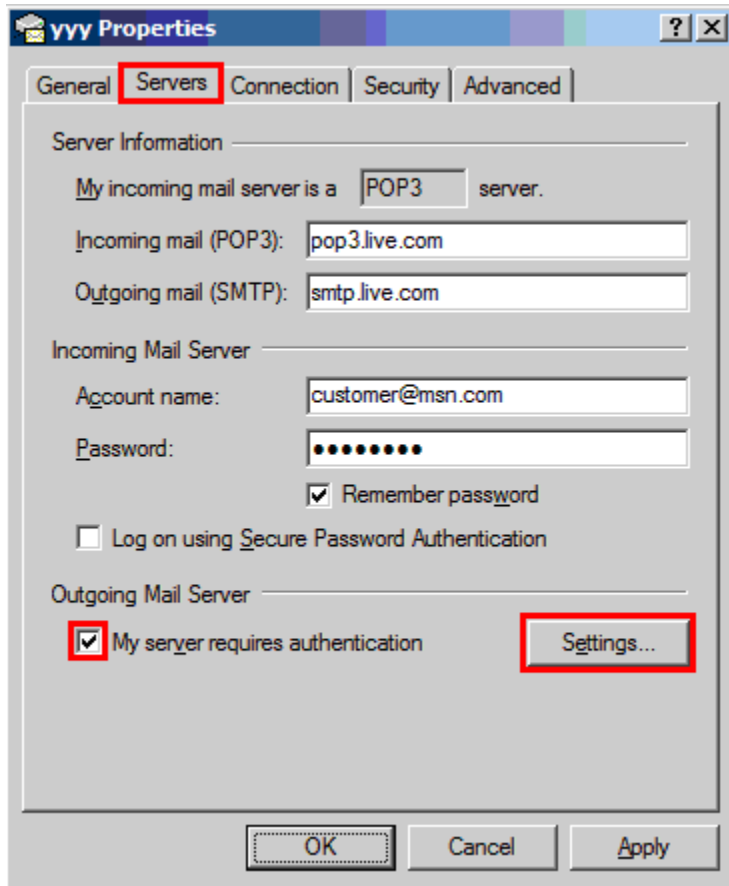 yyy Properties
General Servers Connection Security Advanced
Server Information
My incoming mail server is a POP3 server.
Incoming mail (POP3): pop3.live.com
Outgoing mail (SMTP): smtp.live.com
Incoming Mail Server
Account name: customer@msn.com
Password: ●●●●●●●●
Remember password
Log on using Secure Password Authentication
Outgoing Mail Server
My server requires authentication Settings...
OK Cancel Apply